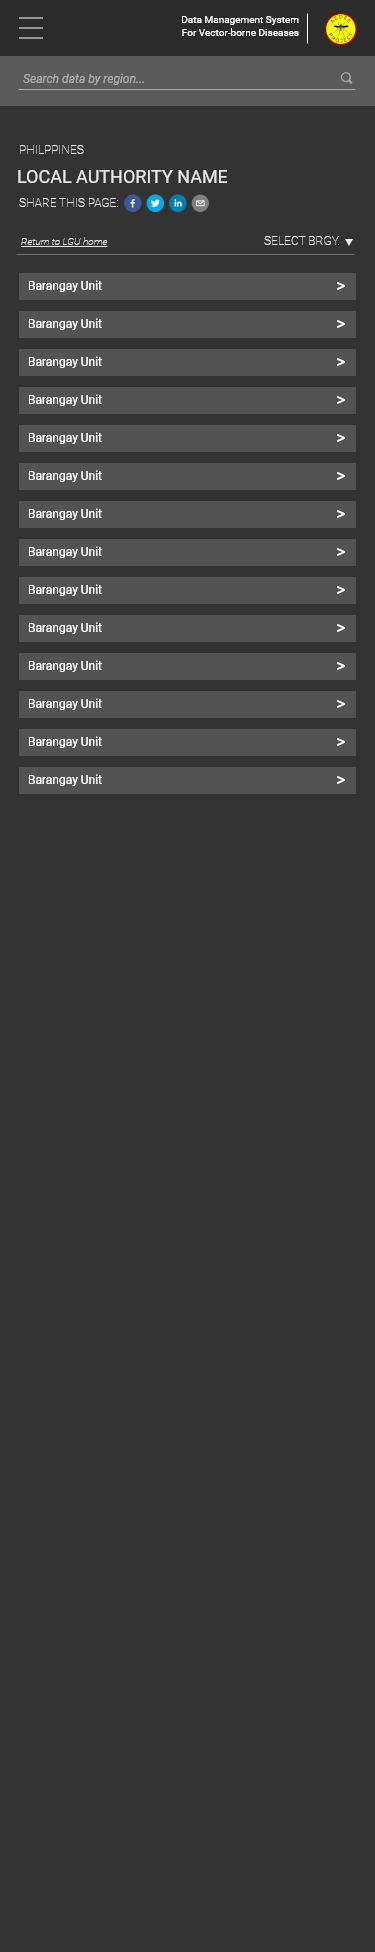 Data Management System
For Vector-borne Diseases
Search data by region...
PHILPPINES
LOCAL AUTHORITY NAME
SHARE THIS PAGE:
Return to LGU home
SELECT BRGY. ▼
Barangay Unit >
Barangay Unit >
Barangay Unit >
Barangay Unit >
Barangay Unit >
Barangay Unit >
Barangay Unit >
Barangay Unit >
Barangay Unit >
Barangay Unit >
Barangay Unit >
Barangay Unit >
Barangay Unit >
Barangay Unit >